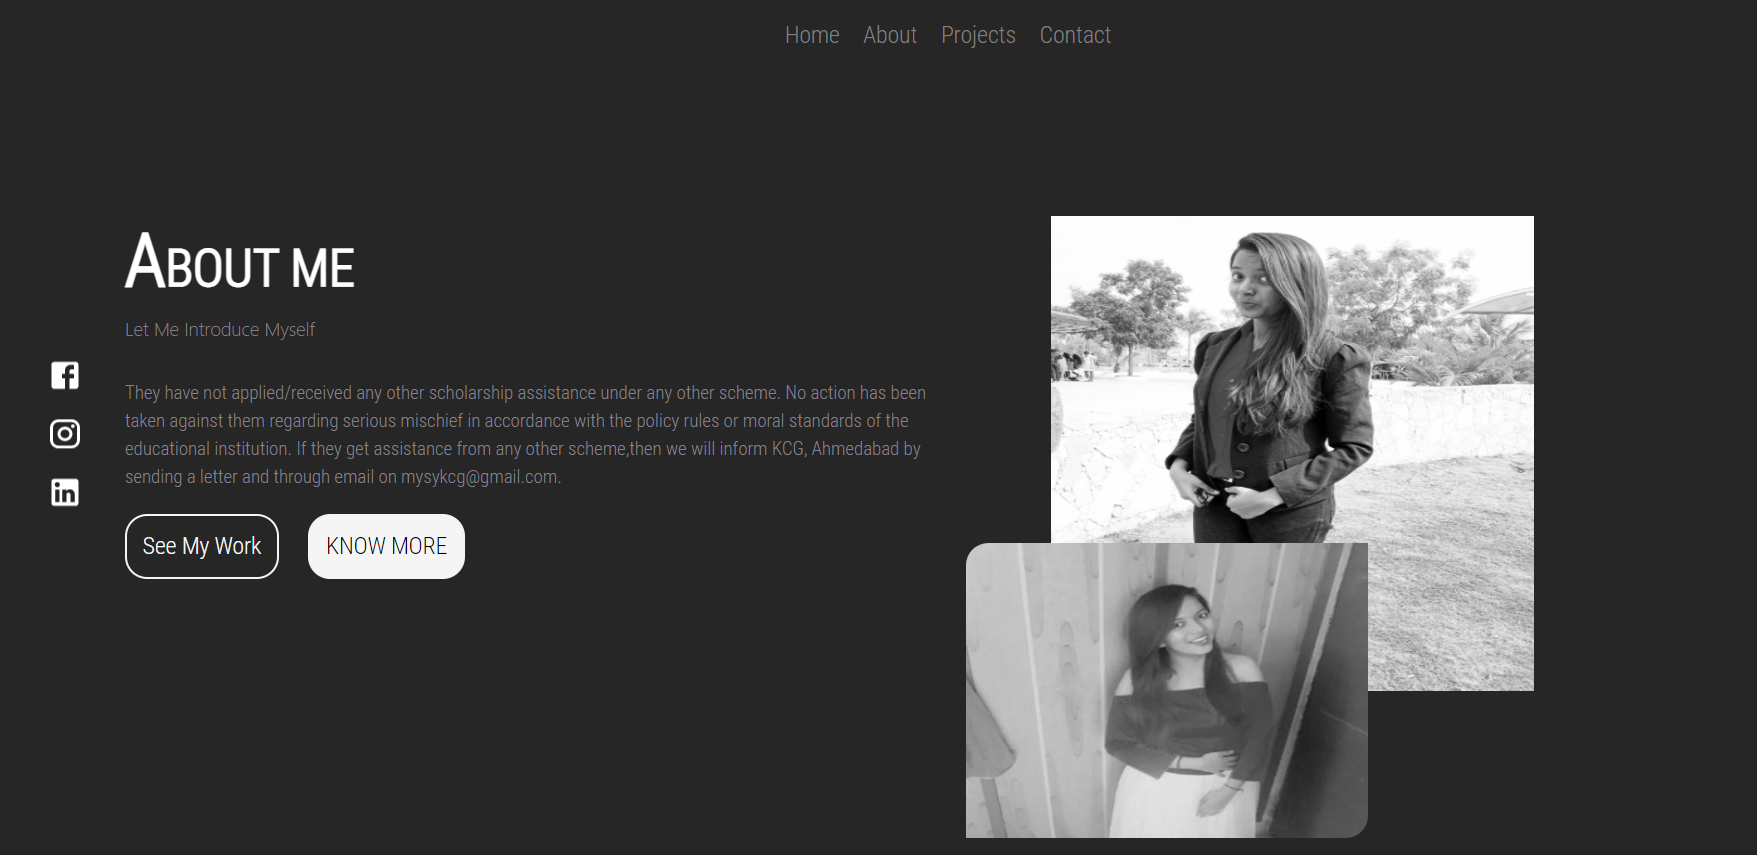 Home About Projects Contact
ABOUT ME
Let Me Introduce Myself
They have not applied/received any other scholarship assistance under any other scheme. No action has been
taken against them regarding serious mischief in accordance with the policy rules or moral standards of the
educational institution. If they get assistance from any other scheme,then we will inform KCG, Ahmedabad by
sending a letter and through email on mysykcg@gmail.com.
See My Work KNOW MORE